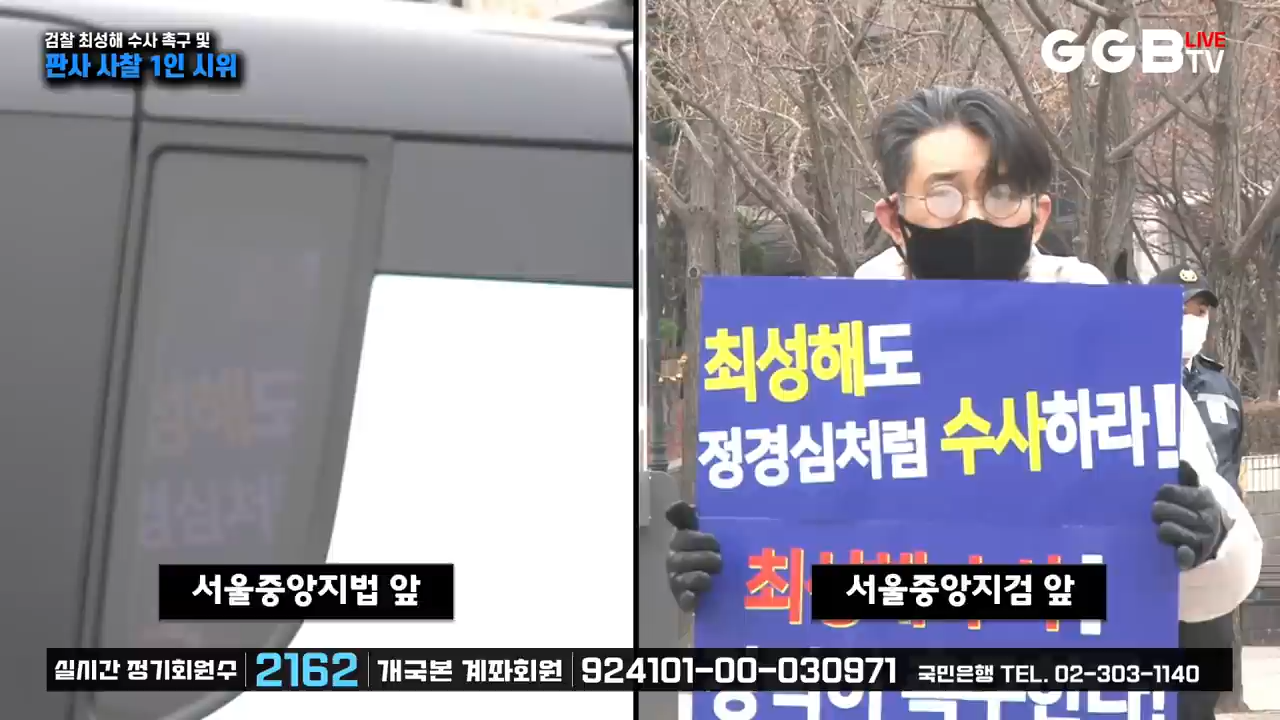 검찰 최성해 수사 촉구 및
판사 사찰 1인 시위
GGB LIVE TV
최성해도
정경심처럼 수사하라!
서울중앙지법 앞
서울중앙지검 앞
실시간 정기회원수 2162 개국본 계좌회원 924101-00-030971 국민은행 TEL. 02-303-1140